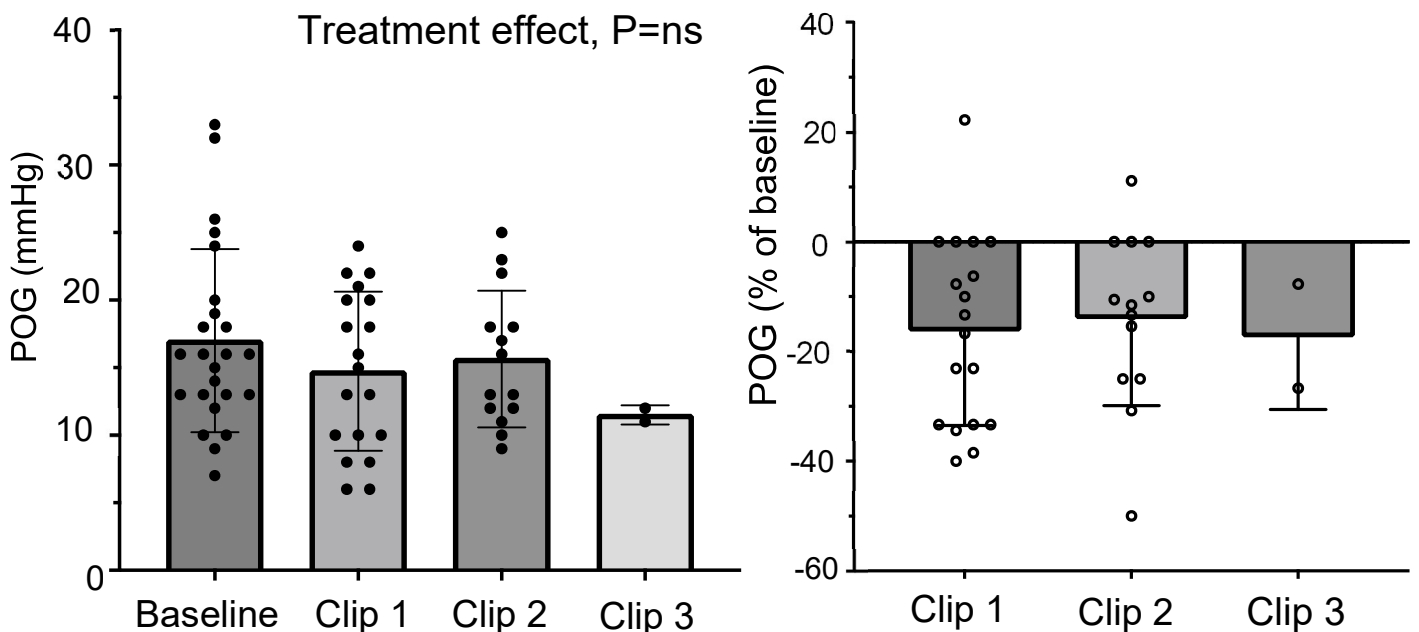 Treatment effect, P=ns
POG (mmHg)
40
30
20
10
0
Baseline Clip 1 Clip 2 Clip 3
POG (% of baseline)
40
20
0
-20
-40
-60
Clip 1 Clip 2 Clip 3